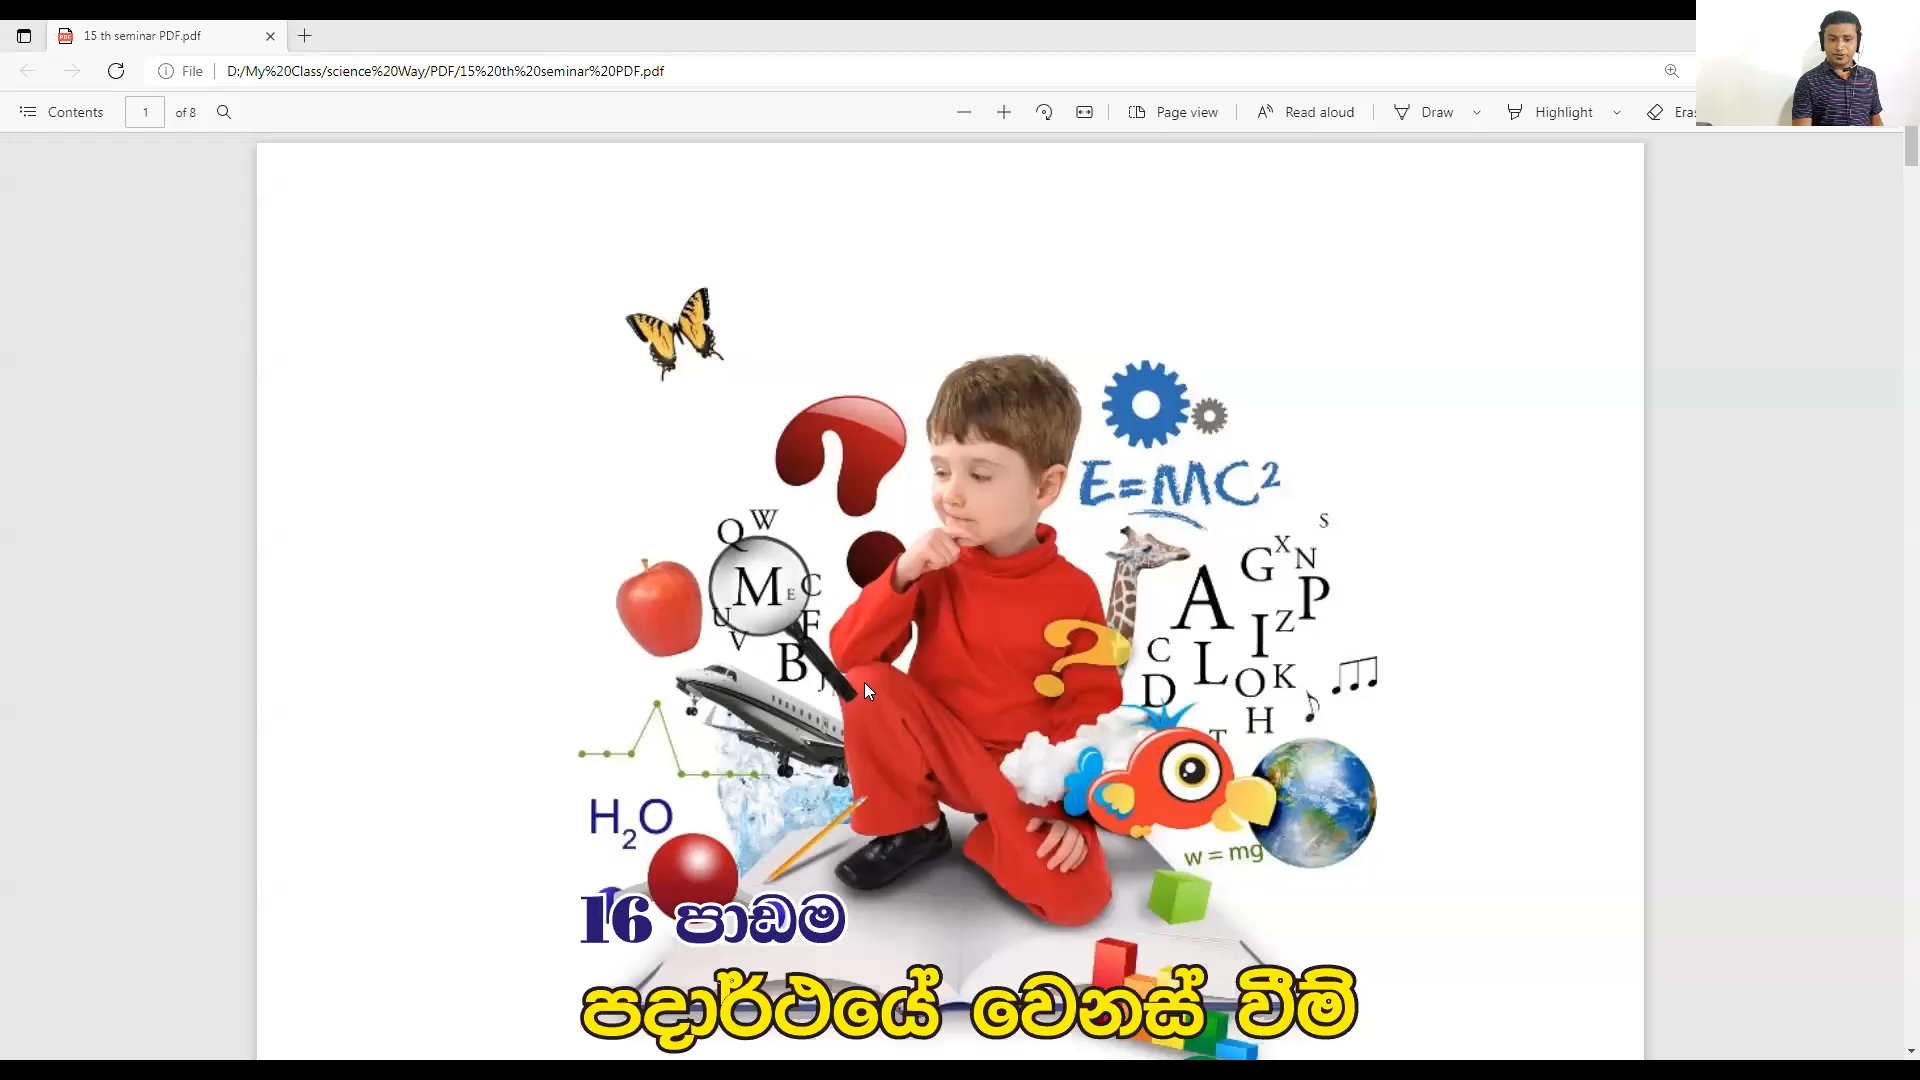 15 th seminar PDF.pdf
File
D:/My%20Class/science%20Way/PDF/15%20th%20seminar%20PDF.pdf
Contents
1
of 8
Page view
Read aloud
Draw
Highlight
Eras
E=MC²
Q W
M E C
U F
V
B
J
S
G X N
A P
I Z
C L O K
D H
T
H₂O
w = mg
16 පාඩම
පදාර්ථයේ වෙනස් වීම්